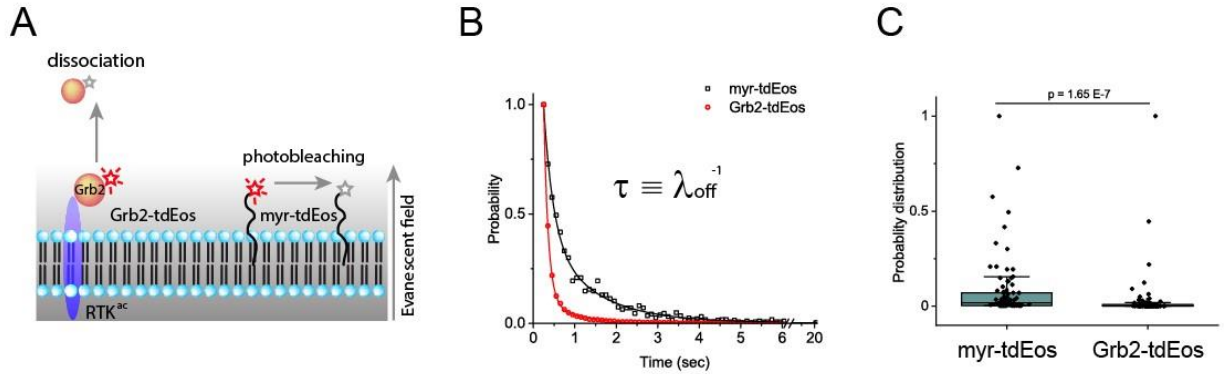 A
dissociation
photobleaching
Grb2
Grb2-tdEos
myr-tdEos
RTK^ac
Evanescent field
B
myr-tdEos
Grb2-tdEos
τ ≡ λoff^-1
Probability
1.0
0.5
0.0
0 1 2 3 4 5 6 20
Time (sec)
C
p = 1.65 E-7
Probablity distribution
1
0.5
0
myr-tdEos Grb2-tdEos